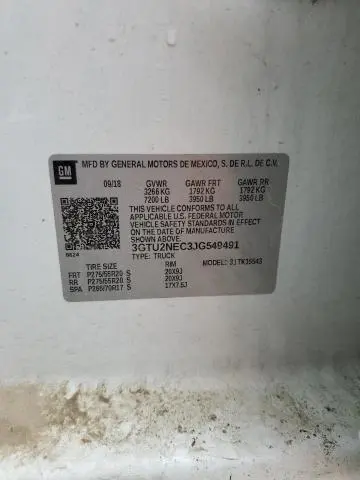 GM
MFD BY GENERAL MOTORS DE MEXICO, S. DE R.L. DE C.V.
09/18 GVWR GAWR FRT GAWR RR
3266 KG 1792 KG 1792 KG
7200 LB 3950 LB 3950 LB
THIS VEHICLE CONFORMS TO ALL
APPLICABLE U.S. FEDERAL MOTOR
VEHICLE SAFETY STANDARDS IN EFFECT
ON THE DATE OF MANUFACTURE SHOWN ABOVE.
3GTU2NEC3JG549491
9624 TYPE: TRUCK MODEL:
TIRE SIZE RIM
FRT P275/55R20 S 20X9J
RR P275/55R20 S 20X9J
SPA P265/70R17 S 17X7.5J